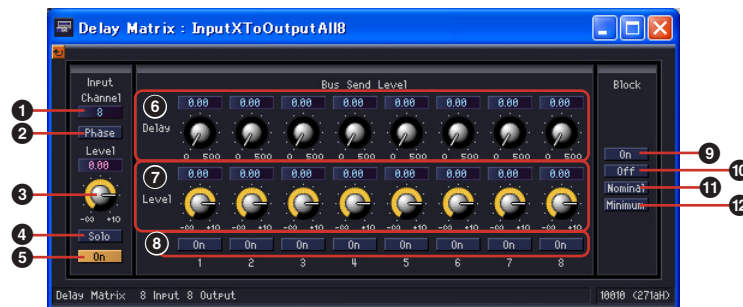 Delay Matrix : InputXToOutputAll8
Input
Channel
8
Phase
Level
0.00
-∞ +10
Solo
On
Bus Send Level
6
0.00 0.00 0.00 0.00 0.00 0.00 0.00 0.00
Delay
0 500 0 500 0 500 0 500 0 500 0 500 0 500 0 500
7
0.00 0.00 0.00 0.00 0.00 0.00 0.00 0.00
Level
-∞ +10 -∞ +10 -∞ +10 -∞ +10 -∞ +10 -∞ +10 -∞ +10 -∞ +10
8
On On On On On On On On
1 2 3 4 5 6 7 8
Block
On
Off
Nominal
Minimum
1
2
3
4
5
9
10
11
12
Delay Matrix 8 Input 8 Output
10010 (271aH)